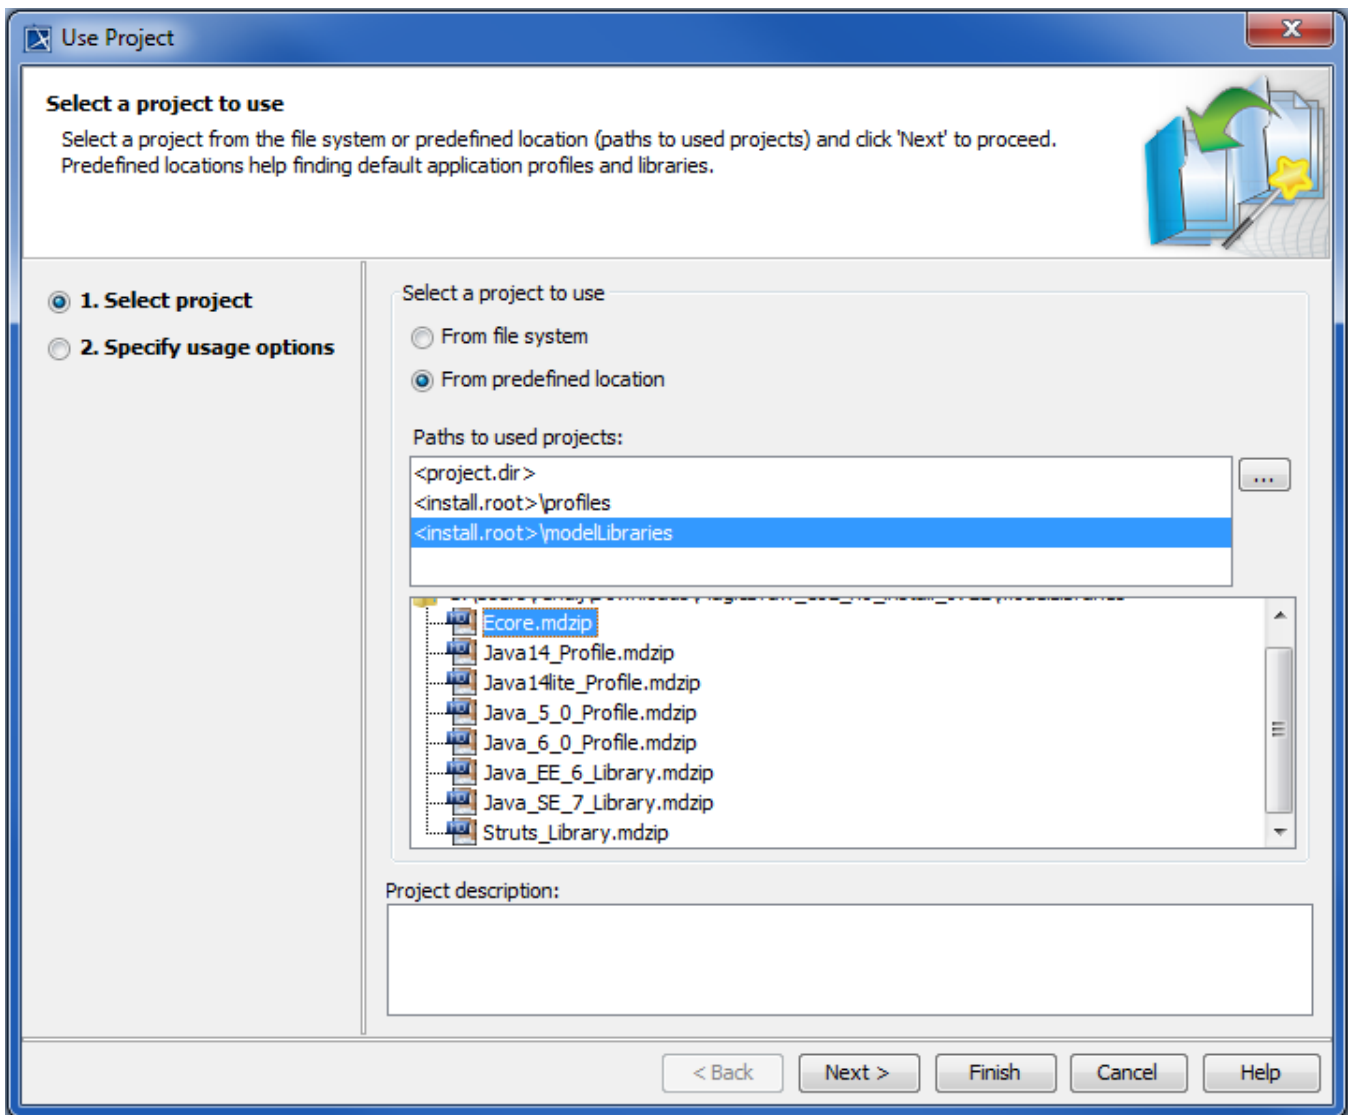 Use Project
Select a project to use
Select a project from the file system or predefined location (paths to used projects) and click 'Next' to proceed.
Predefined locations help finding default application profiles and libraries.
1. Select project
2. Specify usage options
Select a project to use
From file system
From predefined location
Paths to used projects:
<project.dir>
...
<install.root>\profiles
<install.root>\modelLibraries
Ecore.mdzip
Java14_Profile.mdzip
Java14lite_Profile.mdzip
Java_5_0_Profile.mdzip
Java_6_0_Profile.mdzip
Java_EE_6_Library.mdzip
Java_SE_7_Library.mdzip
Struts_Library.mdzip
Project description:
< Back
Next >
Finish
Cancel
Help